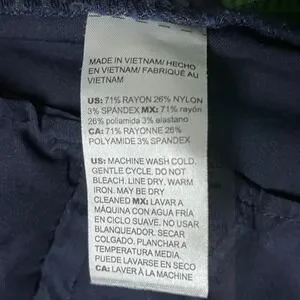 MADE IN VIETNAM/ HECHO
EN VIETNAM/ FABRIQUÉ AU
VIETNAM
US: 71% RAYON 26% NYLON
3% SPANDEX MX: 71% rayón
26% poliamida 3% elastano
CA: 71% RAYONNE 26%
POLYAMIDE 3% SPANDEX
US: MACHINE WASH COLD.
GENTLE CYCLE. DO NOT
BLEACH. LINE DRY. WARM
IRON. MAY BE DRY
CLEANED MX: LAVAR A
MÁQUINA CON AGUA FRÍA
EN CICLO SUAVE. NO USAR
BLANQUEADOR. SECAR
COLGADO. PLANCHAR A
TEMPERATURA MEDIA.
PUEDE LAVARSE EN SECO
CA: LAVER À LA MACHINE